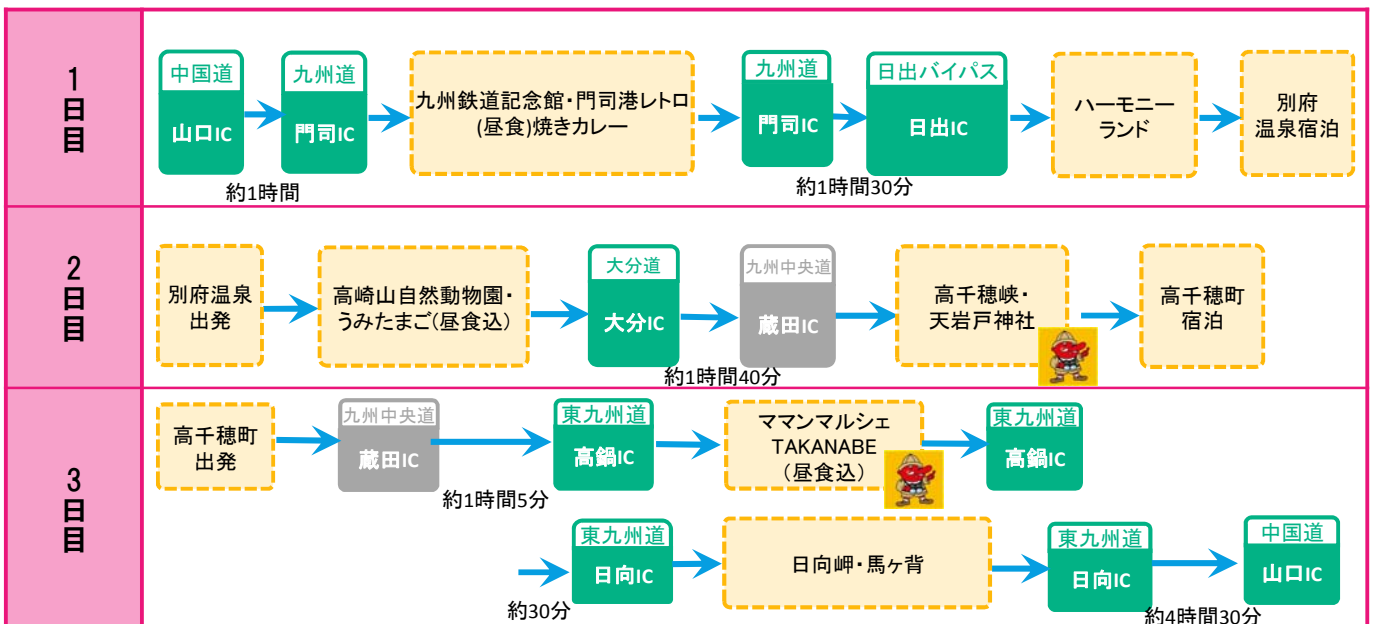 1
日
目
中国道
山口IC
九州道
門司IC
約1時間
九州鉄道記念館・門司港レトロ
(昼食)焼きカレー
九州道
門司IC
日出バイパス
日出IC
約1時間30分
ハーモニー
ランド
別府
温泉宿泊
2
日
目
別府温泉
出発
高崎山自然動物園・
うみたまご(昼食込)
大分道
大分IC
九州中央道
蔵田IC
約1時間40分
高千穂峡・
天岩戸神社
高千穂町
宿泊
3
日
目
高千穂町
出発
九州中央道
蔵田IC
約1時間5分
東九州道
高鍋IC
ママンマルシェ
TAKANABE
(昼食込)
東九州道
高鍋IC
約30分
東九州道
日向IC
日向岬・馬ヶ背
東九州道
日向IC
約4時間30分
中国道
山口IC